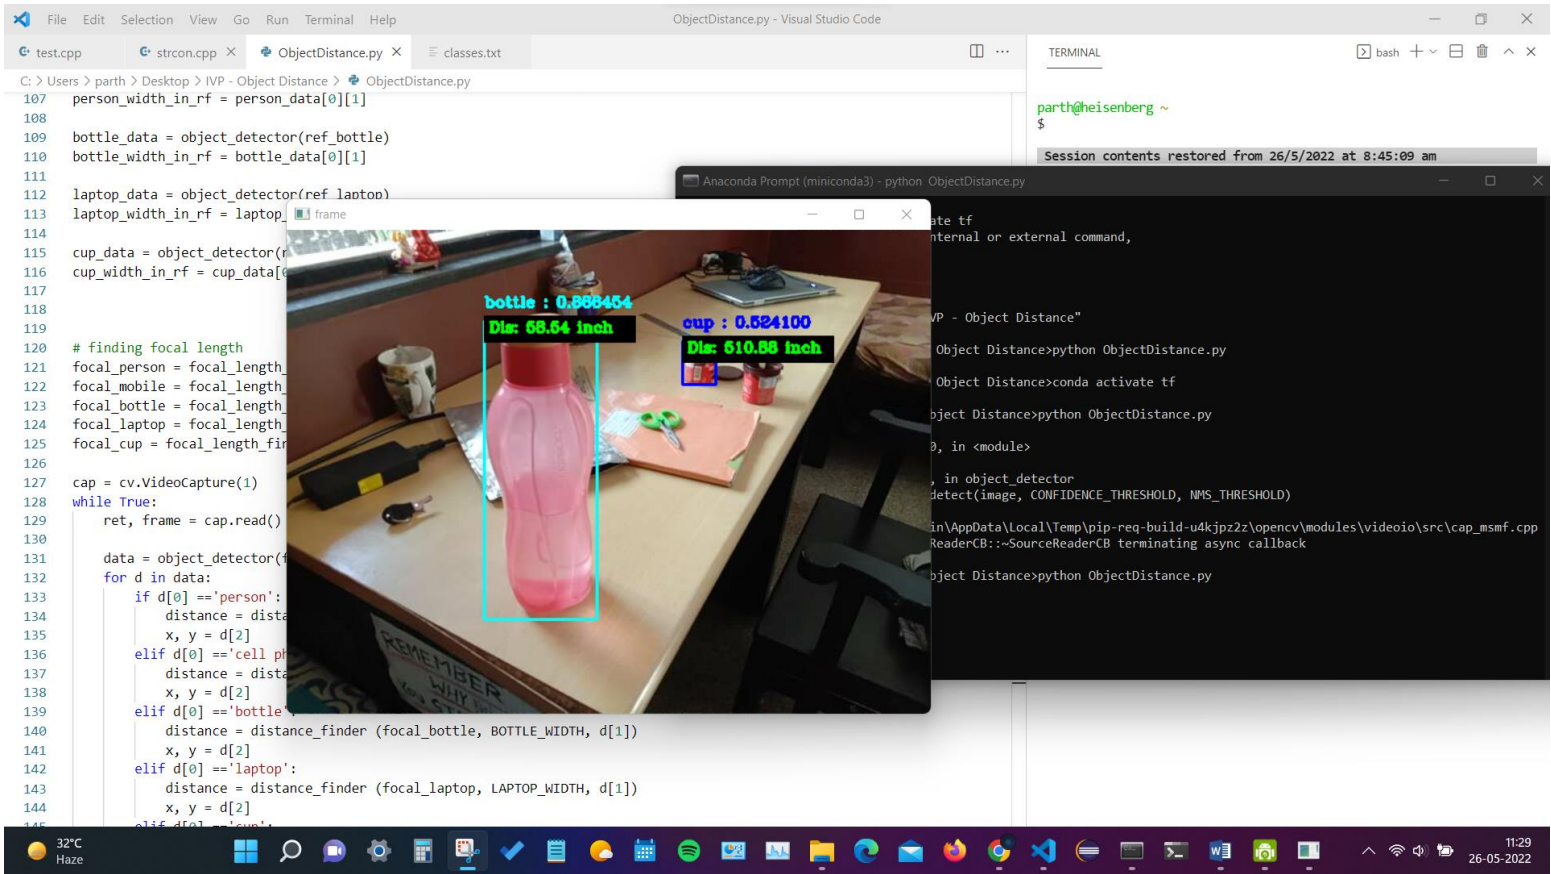 File Edit Selection View Go Run Terminal Help
ObjectDistance.py - Visual Studio Code
test.cpp
strcon.cpp
ObjectDistance.py
classes.txt
C: > Users > parth > Desktop > IVP - Object Distance > ObjectDistance.py
107 person_width_in_rf = person_data[0][1]
108
109 bottle_data = object_detector(ref_bottle)
110 bottle_width_in_rf = bottle_data[0][1]
111
112 laptop_data = object_detector(ref_laptop)
113 laptop_width_in_rf = laptop_
114
115 cup_data = object_detector(r
116 cup_width_in_rf = cup_data[0
117
118
119
120 # finding focal length
121 focal_person = focal_length_
122 focal_mobile = focal_length_
123 focal_bottle = focal_length_
124 focal_laptop = focal_length_
125 focal_cup = focal_length_fin
126
127 cap = cv.VideoCapture(1)
128 while True:
129 ret, frame = cap.read()
130
131 data = object_detector(f
132 for d in data:
133 if d[0] =='person':
134 distance = dista
135 x, y = d[2]
136 elif d[0] =='cell ph
137 distance = dista
138 x, y = d[2]
139 elif d[0] =='bottle':
140 distance = distance_finder (focal_bottle, BOTTLE_WIDTH, d[1])
141 x, y = d[2]
142 elif d[0] =='laptop':
143 distance = distance_finder (focal_laptop, LAPTOP_WIDTH, d[1])
144 x, y = d[2]
145 elif d[0] =='cup':
frame
bottle : 0.888454
Dis: 58.54 inch
cup : 0.524100
Dis: 510.88 inch
REMEMBER
WHY
TERMINAL
bash
parth@heisenberg ~
$
Session contents restored from 26/5/2022 at 8:45:09 am
Anaconda Prompt (miniconda3) - python ObjectDistance.py
ate tf
nternal or external command,
VP - Object Distance"
Object Distance>python ObjectDistance.py
Object Distance>conda activate tf
bject Distance>python ObjectDistance.py
0, in <module>
, in object_detector
detect(image, CONFIDENCE_THRESHOLD, NMS_THRESHOLD)
in\AppData\Local\Temp\pip-req-build-u4kjpz2z\opencv\modules\videoio\src\cap_msmf.cpp
ReaderCB::~SourceReaderCB terminating async callback
bject Distance>python ObjectDistance.py
32°C
Haze
11:29
26-05-2022